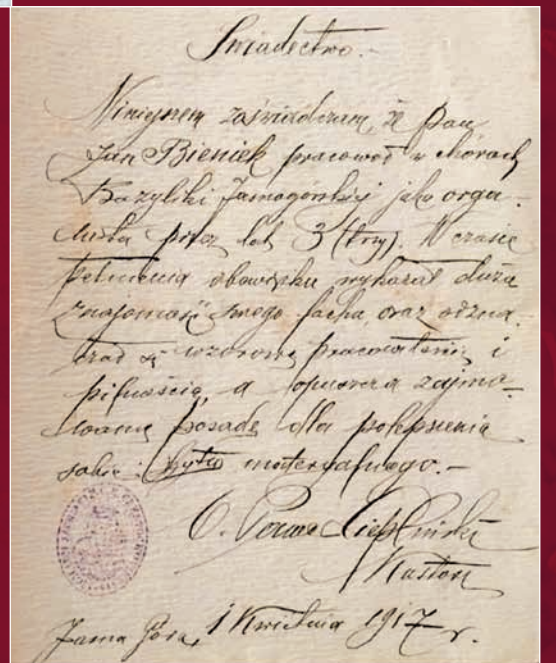 Świadectwo.-
Niniejszem zaświadczam, że Pan
Jan Bieniek pracował w chórach
Bazyliki Jasnogórskiej jako orga-
nista przez lat 3 (trzy). W czasie
pełnienia obowiązku wykazał dużą
znajomość swego fachu, oraz odzna-
czał się wzorową pracowitością i
pilnością, a opuszcza zajmo-
waną posadę dla polepszenia
sobie bytu materyalnego.-
O.
Kustosz
Jasna Góra, 1 Kwietnia 1917 r.